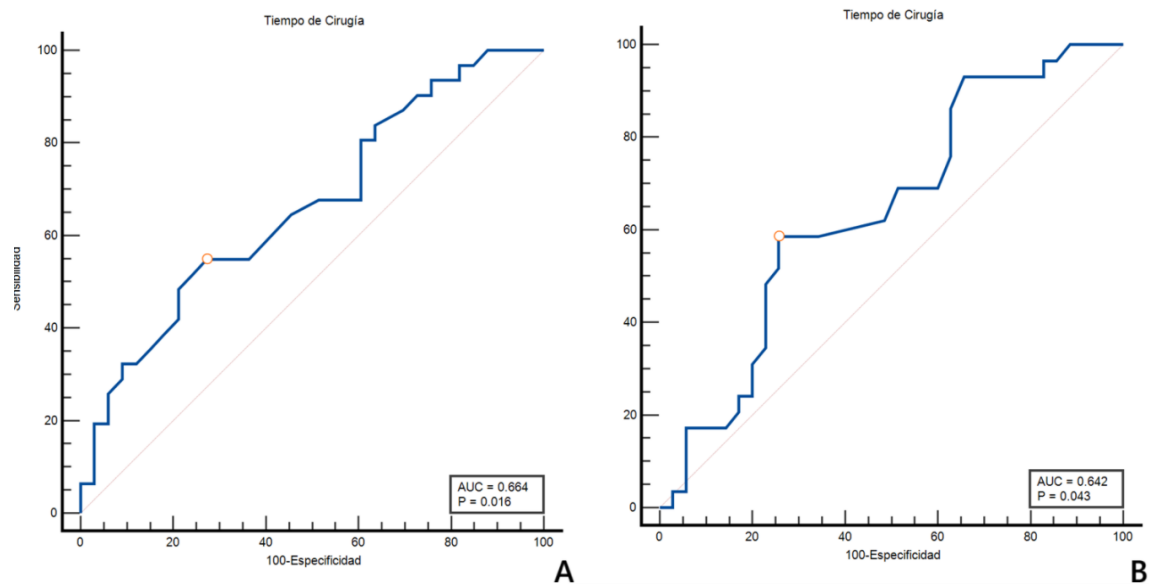 Tiempo de Cirugía
100
80
60
40
20
0
Sensibilidad
0 20 40 60 80 100
100-Especificidad
AUC = 0.664
P = 0.016
A
Tiempo de Cirugía
100
80
60
40
20
0
0 20 40 60 80 100
100-Especificidad
AUC = 0.642
P = 0.043
B